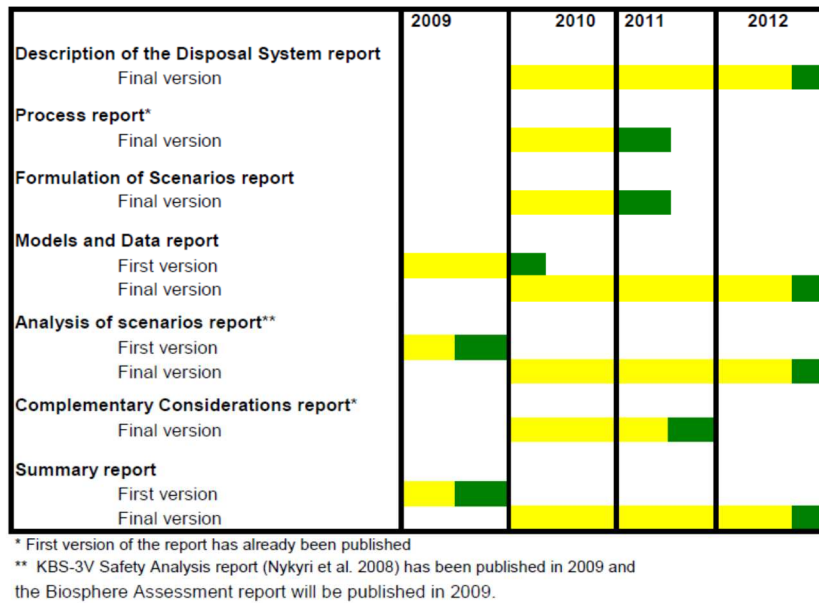 2009 2010 2011 2012
Description of the Disposal System report
Final version
Process report*
Final version
Formulation of Scenarios report
Final version
Models and Data report
First version
Final version
Analysis of scenarios report**
First version
Final version
Complementary Considerations report*
Final version
Summary report
First version
Final version
* First version of the report has already been published
** KBS-3V Safety Analysis report (Nykyri et al. 2008) has been published in 2009 and
the Biosphere Assessment report will be published in 2009.